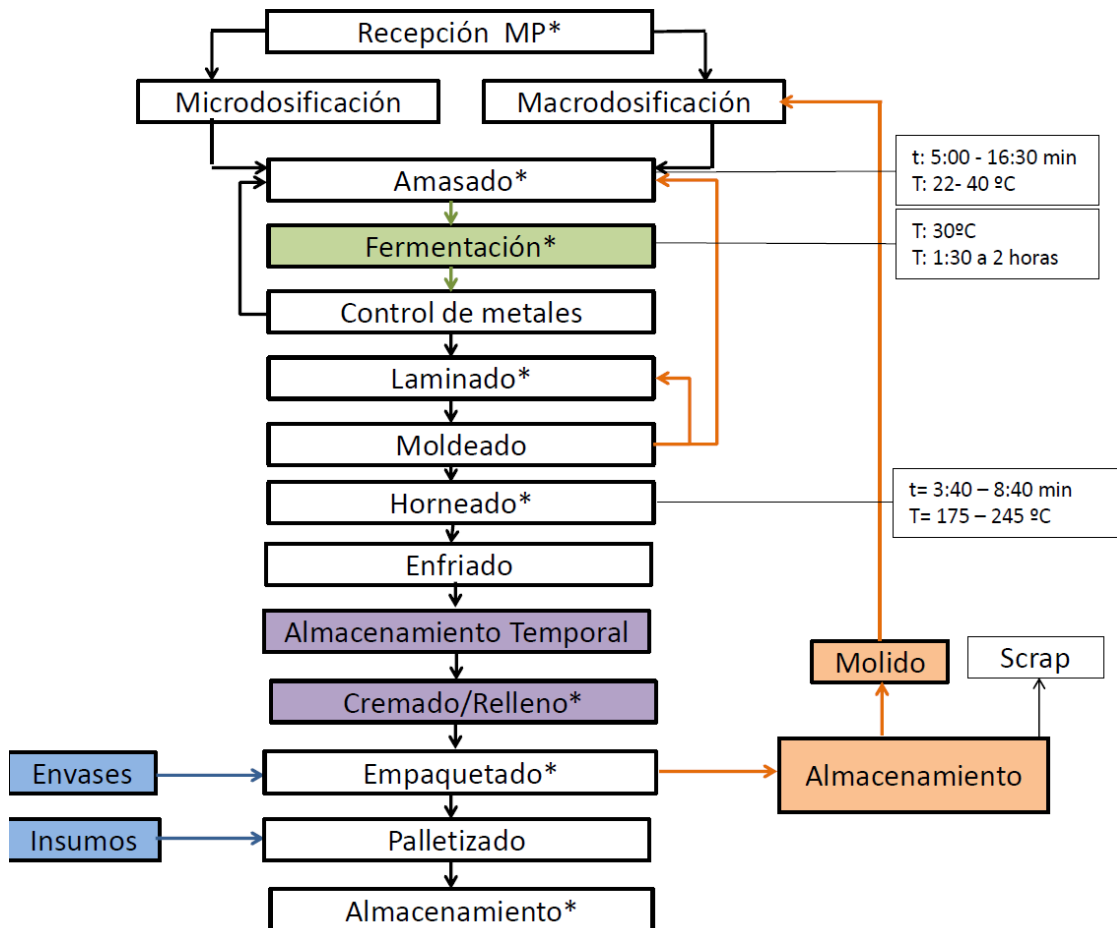 Recepción MP*
Microdosificación
Macrodosificación
Amasado*
t: 5:00 - 16:30 min
T: 22- 40 ºC
Fermentación*
T: 30ºC
T: 1:30 a 2 horas
Control de metales
Laminado*
Moldeado
Horneado*
t= 3:40 – 8:40 min
T= 175 – 245 ºC
Enfriado
Almacenamiento Temporal
Molido
Scrap
Cremado/Relleno*
Envases
Empaquetado*
Almacenamiento
Insumos
Palletizado
Almacenamiento*